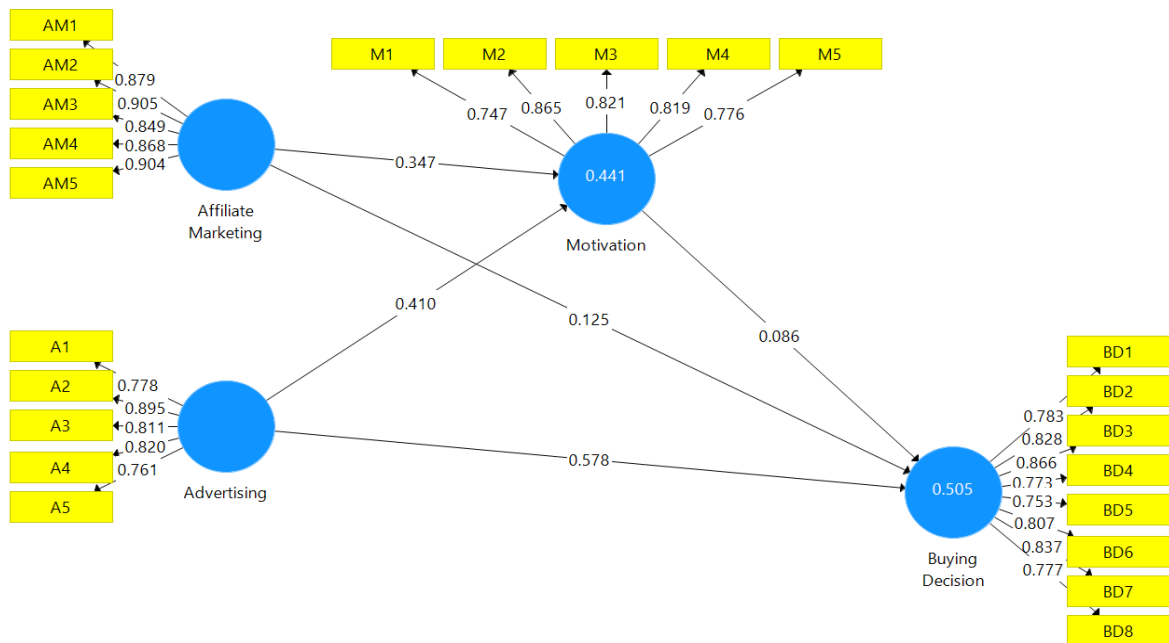 AM1
AM2
AM3
AM4
AM5
0.879
0.905
0.849
0.868
0.904
Affiliate
Marketing
M1
M2
M3
M4
M5
0.747
0.865
0.821
0.819
0.776
0.441
Motivation
0.347
0.410
0.125
0.086
0.578
A1
A2
A3
A4
A5
0.778
0.895
0.811
0.820
0.761
Advertising
0.505
Buying
Decision
0.783
0.828
0.866
0.773
0.753
0.807
0.837
0.777
BD1
BD2
BD3
BD4
BD5
BD6
BD7
BD8